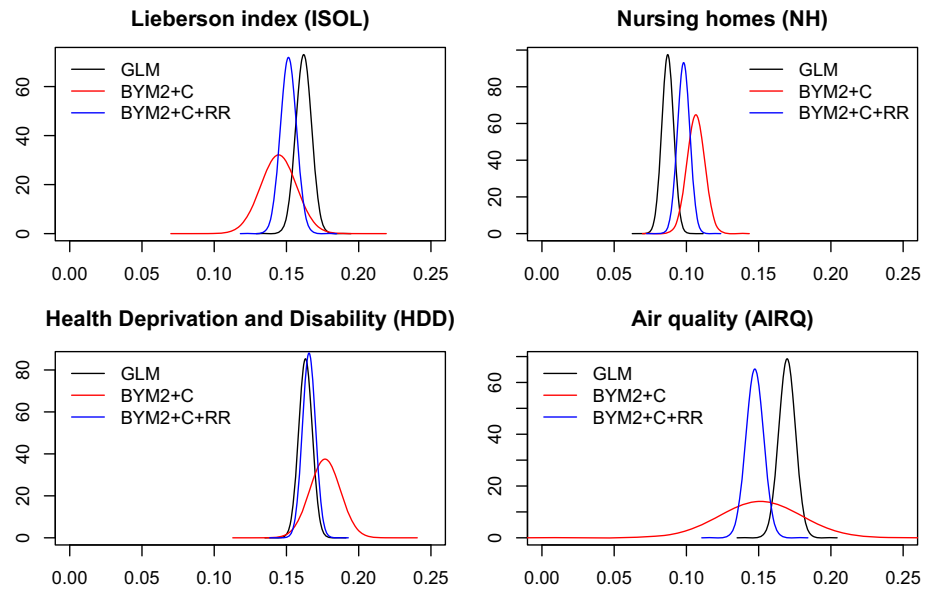 Lieberson index (ISOL)
GLM
BYM2+C
BYM2+C+RR
0 20 40 60
0.00 0.05 0.10 0.15 0.20 0.25
Nursing homes (NH)
GLM
BYM2+C
BYM2+C+RR
0 20 40 60 80
0.00 0.05 0.10 0.15 0.20 0.25
Health Deprivation and Disability (HDD)
GLM
BYM2+C
BYM2+C+RR
0 20 40 60 80
0.00 0.05 0.10 0.15 0.20 0.25
Air quality (AIRQ)
GLM
BYM2+C
BYM2+C+RR
0 20 40 60
0.00 0.05 0.10 0.15 0.20 0.25